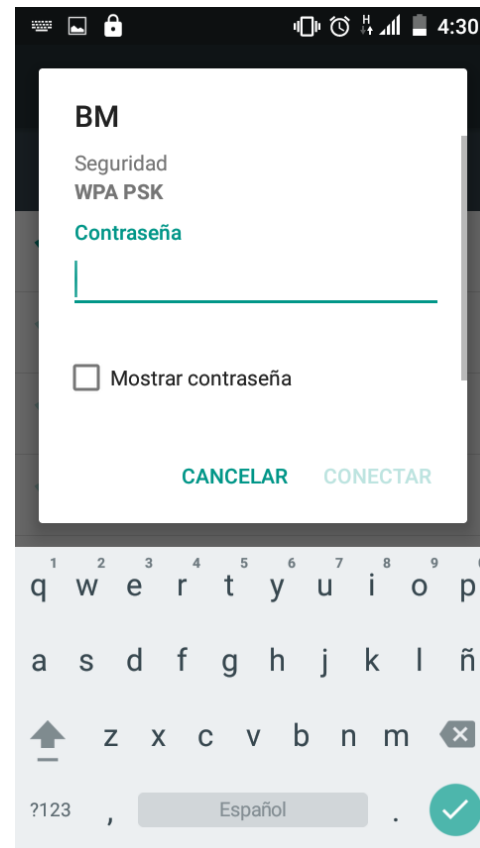 H 4:30
BM
Seguridad
WPA PSK
Contraseña
Mostrar contraseña
CANCELAR CONECTAR
1 2 3 4 5 6 7 8 9
q w e r t y u i o p
a s d f g h j k l ñ
z x c v b n m
?123 , Español .